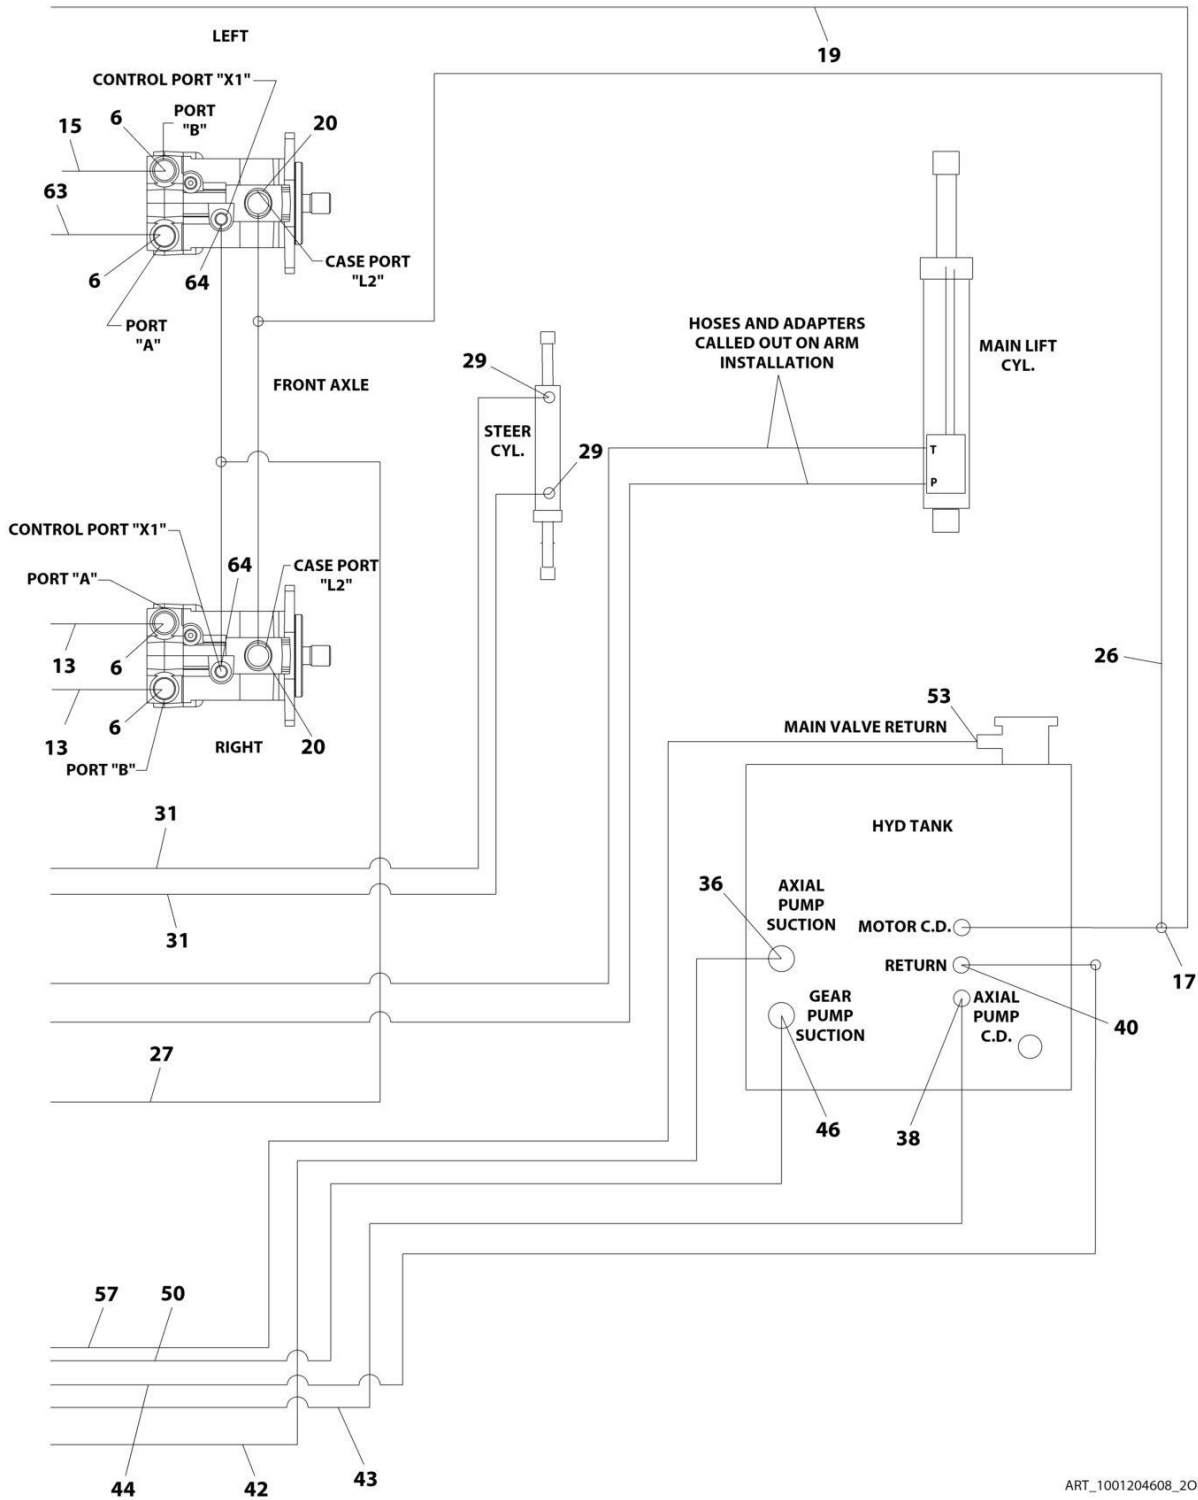 19
LEFT
CONTROL PORT "X1"
PORT
"B"
6
15
20
63
6
64
CASE PORT
"L2"
PORT
"A"
HOSES AND ADAPTERS
CALLED OUT ON ARM
INSTALLATION
MAIN LIFT
CYL.
29
FRONT AXLE
STEER
CYL.
29
T
P
CONTROL PORT "X1"
64
CASE PORT
"L2"
PORT "A"
13
6
26
6
13
RIGHT
20
PORT "B"
53
MAIN VALVE RETURN
31
HYD TANK
36
AXIAL
PUMP
SUCTION
MOTOR C.D.
31
RETURN
17
GEAR
PUMP
SUCTION
AXIAL
PUMP
C.D.
40
27
46
38
57
50
44
42
43
ART_1001204608_2O